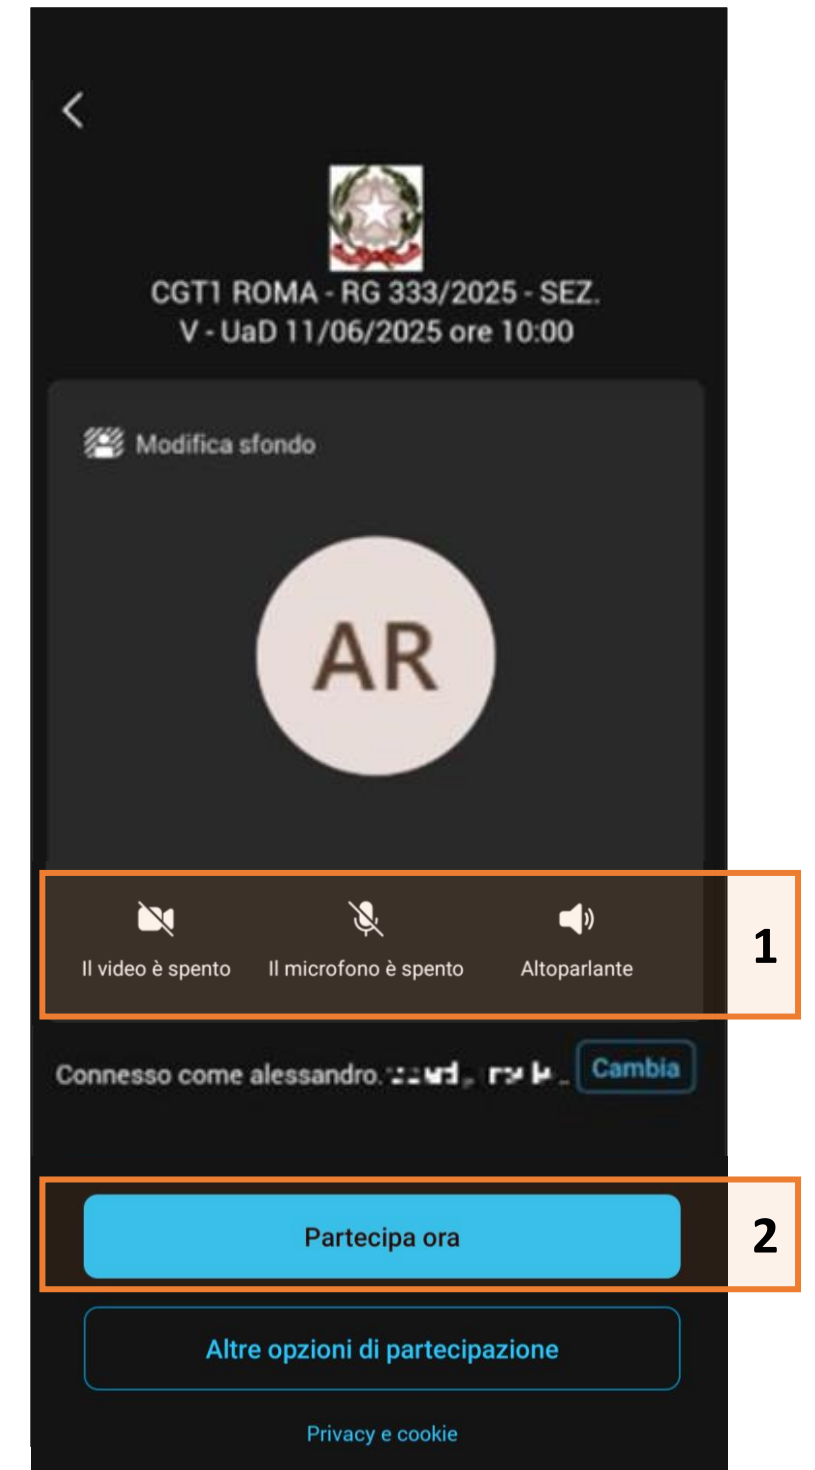 CGT1 ROMA - RG 333/2025 - SEZ.
V - UaD 11/06/2025 ore 10:00
Modifica sfondo
AR
Il video è spento Il microfono è spento Altoparlante
1
Connesso come alessandro. Cambia
Partecipa ora
2
Altre opzioni di partecipazione
Privacy e cookie